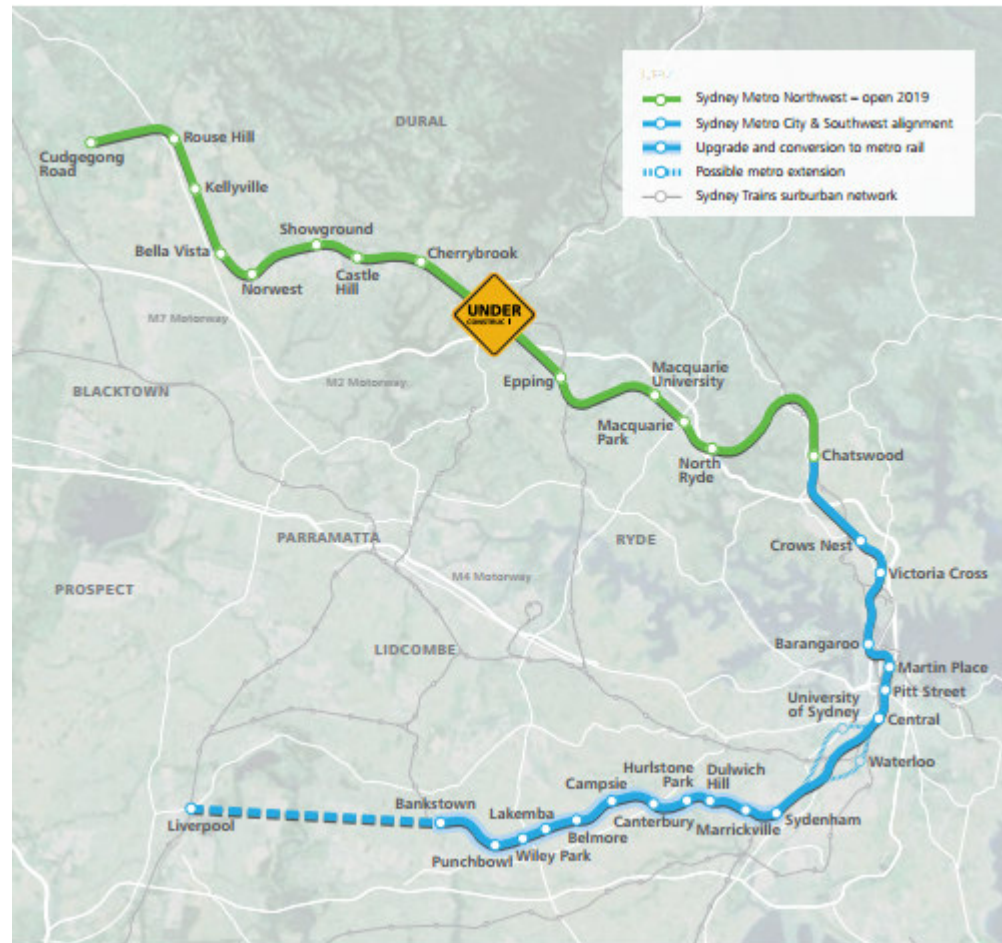 Sydney Metro Northwest – open 2019
Sydney Metro City & Southwest alignment
Upgrade and conversion to metro rail
Possible metro extension
Sydney Trains surburban network
DURAL
Rouse Hill
Cudgegong
Road
Kellyville
Showground
Bella Vista
Cherrybrook
Castle
Hill
Norwest
UNDER
CONSTRUC
M7 Motorway
M2 Motorway
BLACKTOWN
Epping
Macquarie
University
Macquarie
Park
North
Ryde
Chatswood
PARRAMATTA
RYDE
Crows Nest
Victoria Cross
M4 Motorway
PROSPECT
LIDCOMBE
Barangaroo
Martin Place
Pitt Street
University
of Sydney
Central
Waterloo
Hurlstone
Park
Dulwich
Hill
Campsie
Bankstown
Lakemba
Liverpool
Canterbury
Sydenham
Marrickville
Belmore
Wiley Park
Punchbowl